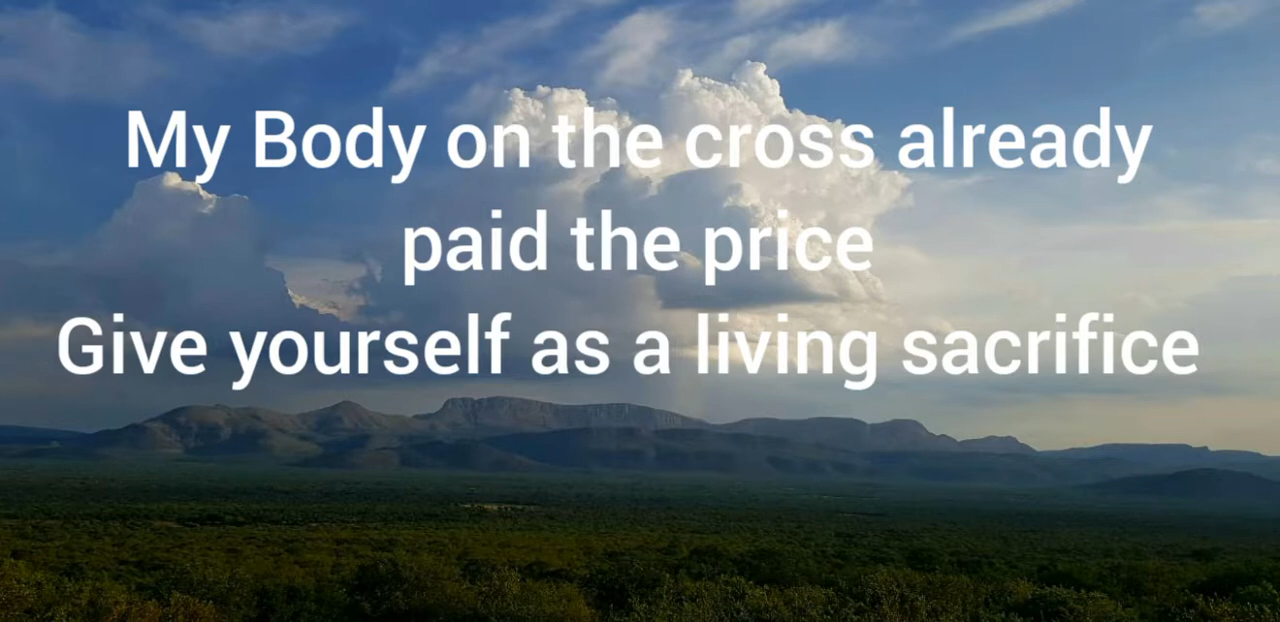 My Body on the cross already
paid the price
Give yourself as a living sacrifice